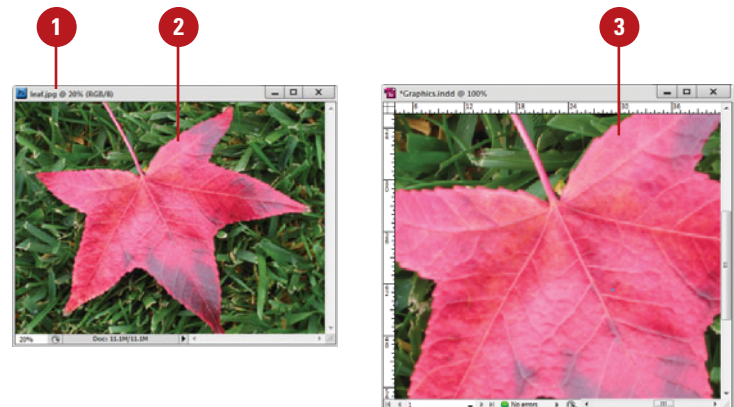 1
2
3
leaf.jpg @ 20% (RGB/8)
*Graphics.indd @ 100%
6 12 18 24 30 36
20% Doc: 11.1M/11.1M
1 No errors